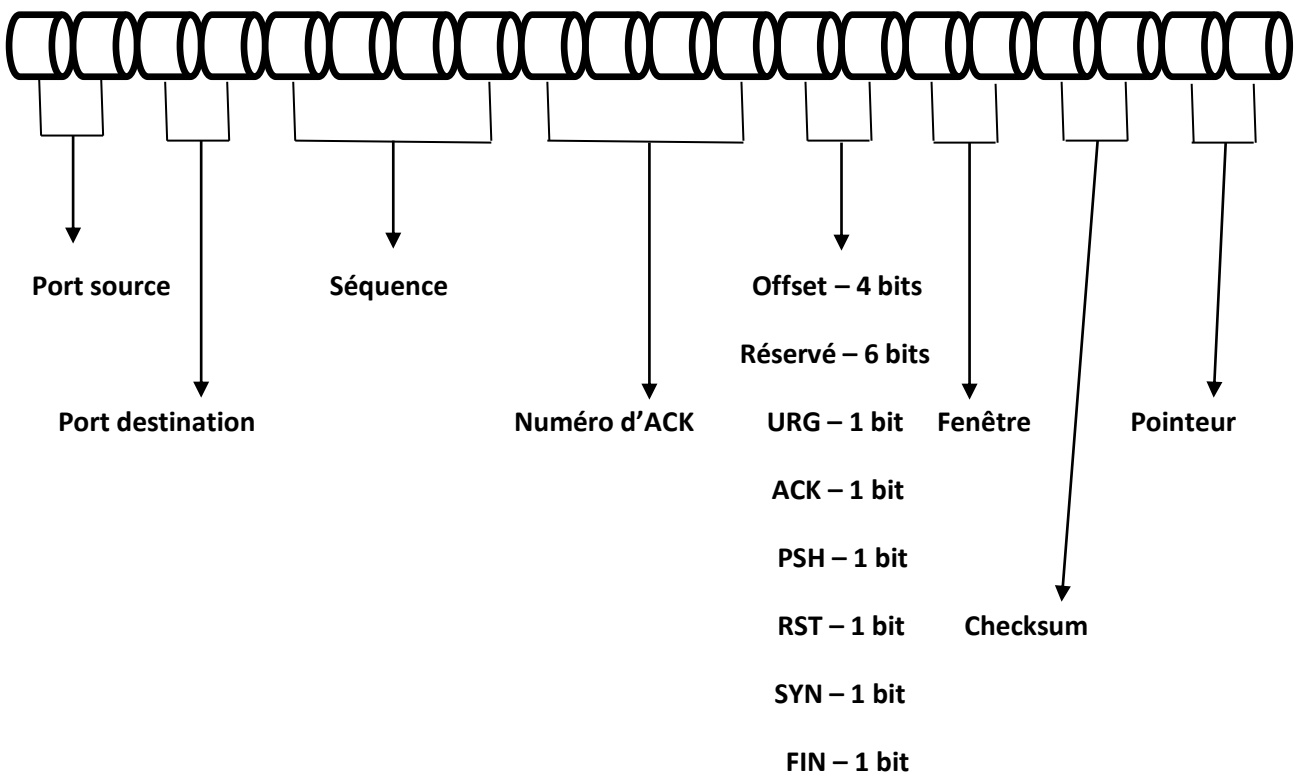 Port source
Séquence
Offset – 4 bits
Réservé – 6 bits
Port destination
Numéro d’ACK
URG – 1 bit
Fenêtre
Pointeur
ACK – 1 bit
PSH – 1 bit
RST – 1 bit
Checksum
SYN – 1 bit
FIN – 1 bit